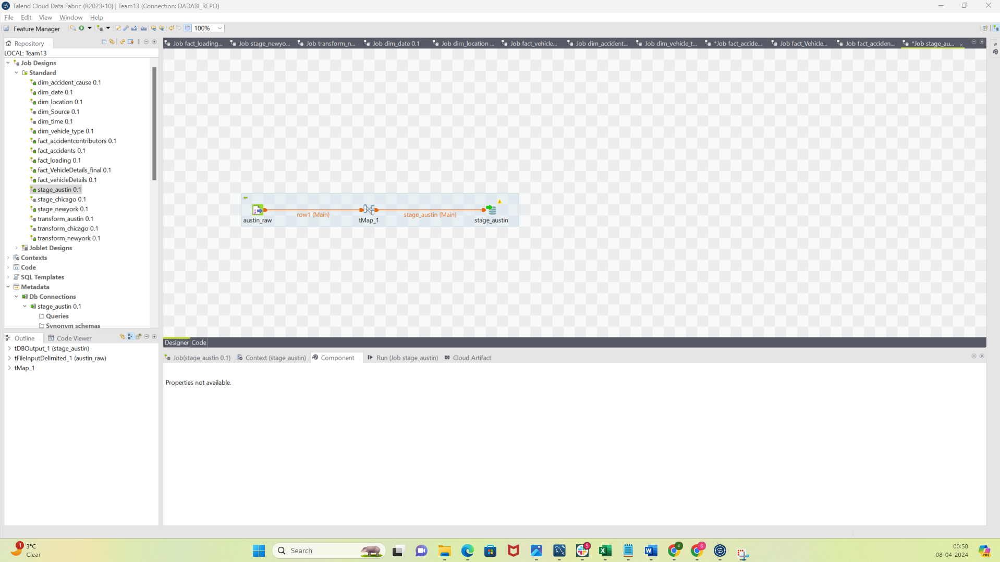 Talend Cloud Data Fabric (R2023-10) | Team13 (Connection: DADABI_REPO)
File Edit View Window Help
Feature Manager 100%
Repository
LOCAL: Team13
Job Designs
Standard
dim_accident_cause 0.1
dim_date 0.1
dim_location 0.1
dim_Source 0.1
dim_time 0.1
dim_vehicle_type 0.1
fact_accidentcontributors 0.1
fact_accidents 0.1
fact_loading 0.1
fact_VehicleDetails_final 0.1
fact_vehicleDetails 0.1
stage_austin 0.1
stage_chicago 0.1
stage_newyork 0.1
transform_austin 0.1
transform_chicago 0.1
transform_newyork 0.1
Joblet Designs
Contexts
Code
SQL Templates
Metadata
Db Connections
stage_austin 0.1
Queries
Synonym schemas
Outline Code Viewer
tDBOutput_1 (stage_austin)
tFileInputDelimited_1 (austin_raw)
tMap_1
Job fact_loading... Job stage_newyo... Job transform_n... Job dim_date 0.1 Job dim_location ... Job fact_vehicle... Job dim_accident... Job dim_vehicle_t... *Job fact_accide... Job fact_Vehicle... Job fact_acciden... *Job stage_au...
row1 (Main) stage_austin (Main)
austin_raw tMap_1 stage_austin
Designer Code
Job(stage_austin 0.1) Context (stage_austin) Component Run (Job stage_austin) Cloud Artifact
Properties not available.
1
3°C
Clear
Search
5
C
S
00:58
08-04-2024
PRE